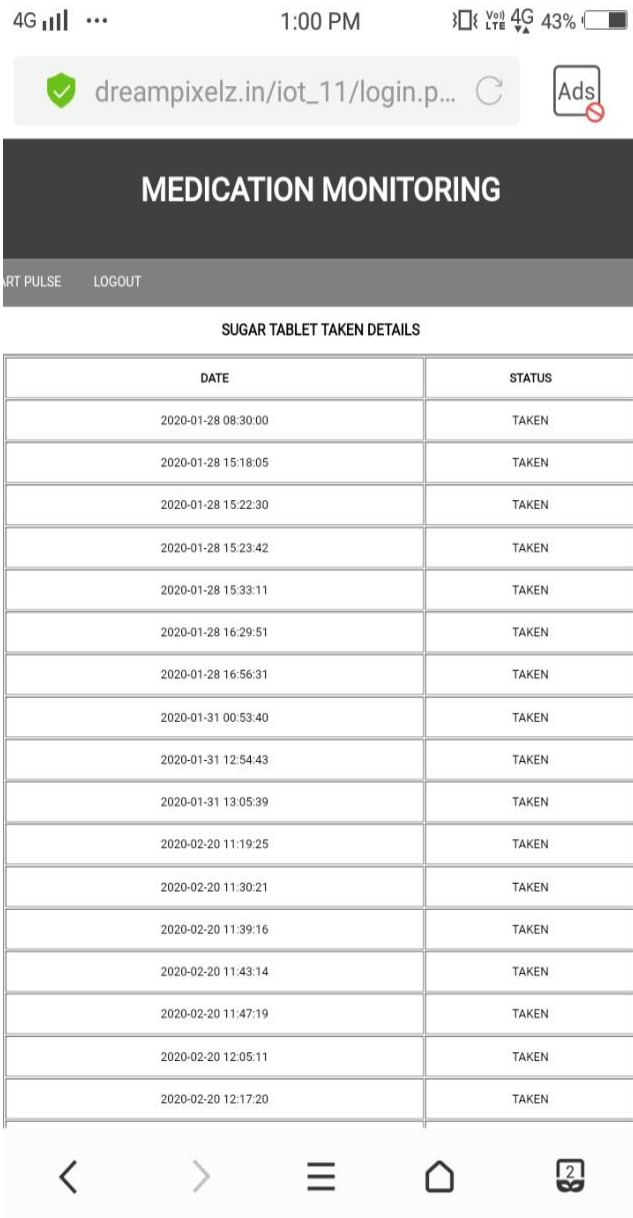 4G ... 1:00 PM Vo)) LTE 4G 43%
dreampixelz.in/iot_11/login.p... Ads
MEDICATION MONITORING
ART PULSE LOGOUT
SUGAR TABLET TAKEN DETAILS
DATE STATUS
2020-01-28 08:30:00 TAKEN
2020-01-28 15:18:05 TAKEN
2020-01-28 15:22:30 TAKEN
2020-01-28 15:23:42 TAKEN
2020-01-28 15:33:11 TAKEN
2020-01-28 16:29:51 TAKEN
2020-01-28 16:56:31 TAKEN
2020-01-31 00:53:40 TAKEN
2020-01-31 12:54:43 TAKEN
2020-01-31 13:05:39 TAKEN
2020-02-20 11:19:25 TAKEN
2020-02-20 11:30:21 TAKEN
2020-02-20 11:39:16 TAKEN
2020-02-20 11:43:14 TAKEN
2020-02-20 11:47:19 TAKEN
2020-02-20 12:05:11 TAKEN
2020-02-20 12:17:20 TAKEN
2